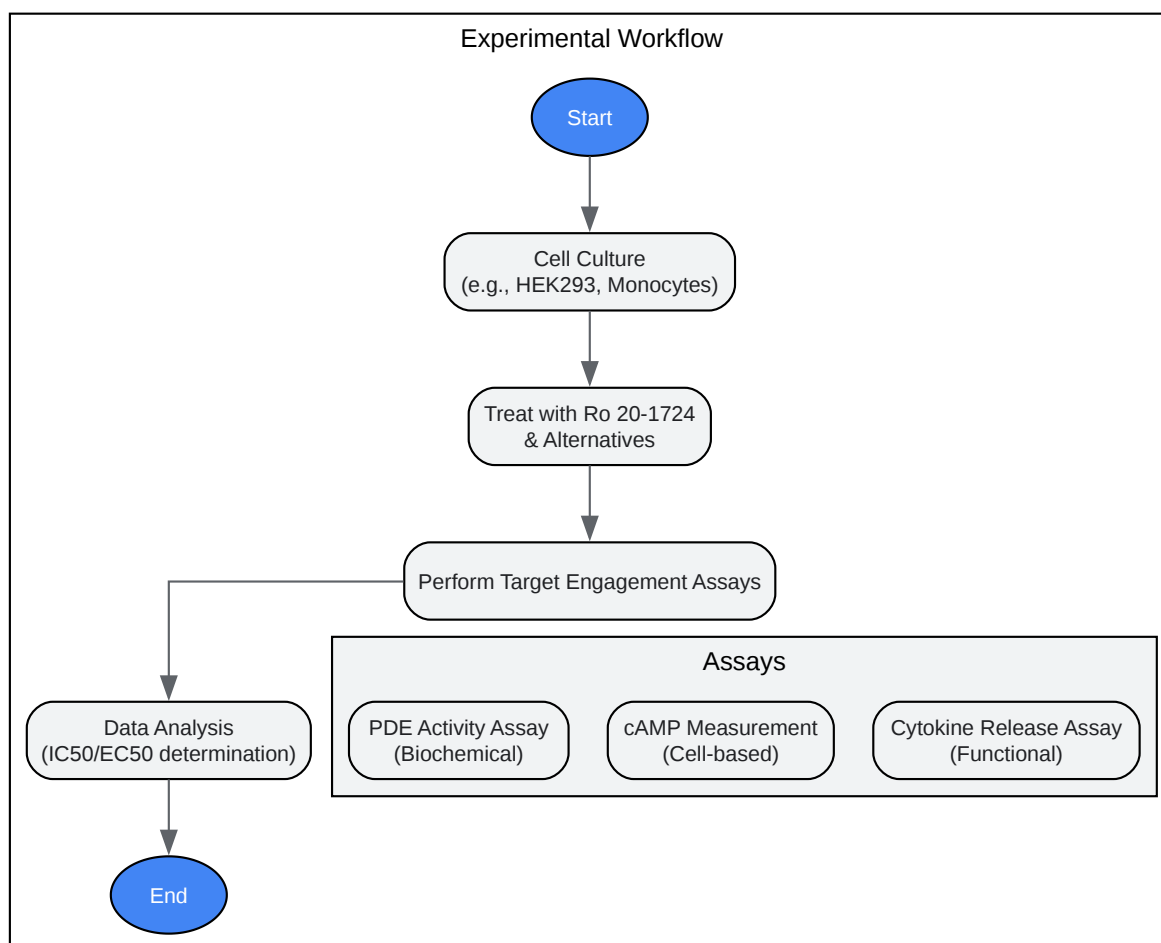 Experimental Workflow
Start
Cell Culture
(e.g., HEK293, Monocytes)
Treat with Ro 20-1724
& Alternatives
Perform Target Engagement Assays
Assays
Data Analysis
(IC50/EC50 determination)
PDE Activity Assay
(Biochemical)
cAMP Measurement
(Cell-based)
Cytokine Release Assay
(Functional)
End